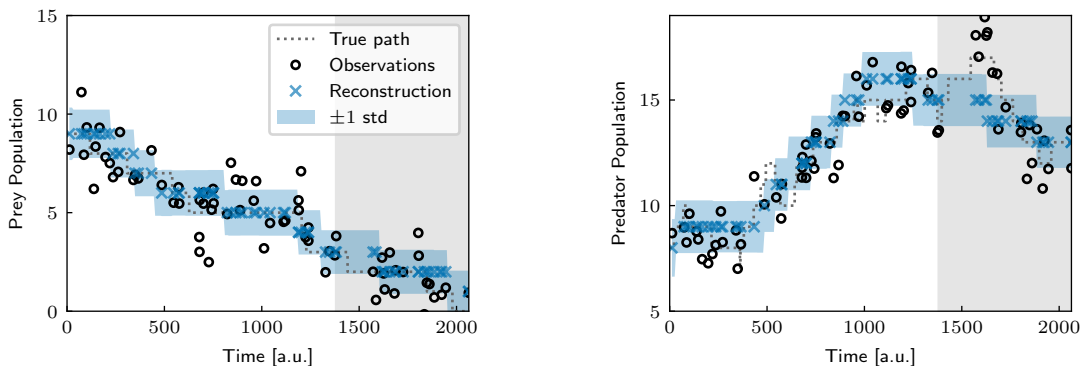 15
10
5
0
Prey Population
True path
Observations
Reconstruction
±1 std
0
500
1000
1500
2000
Time [a.u.]
15
10
5
Predator Population
0
500
1000
1500
2000
Time [a.u.]